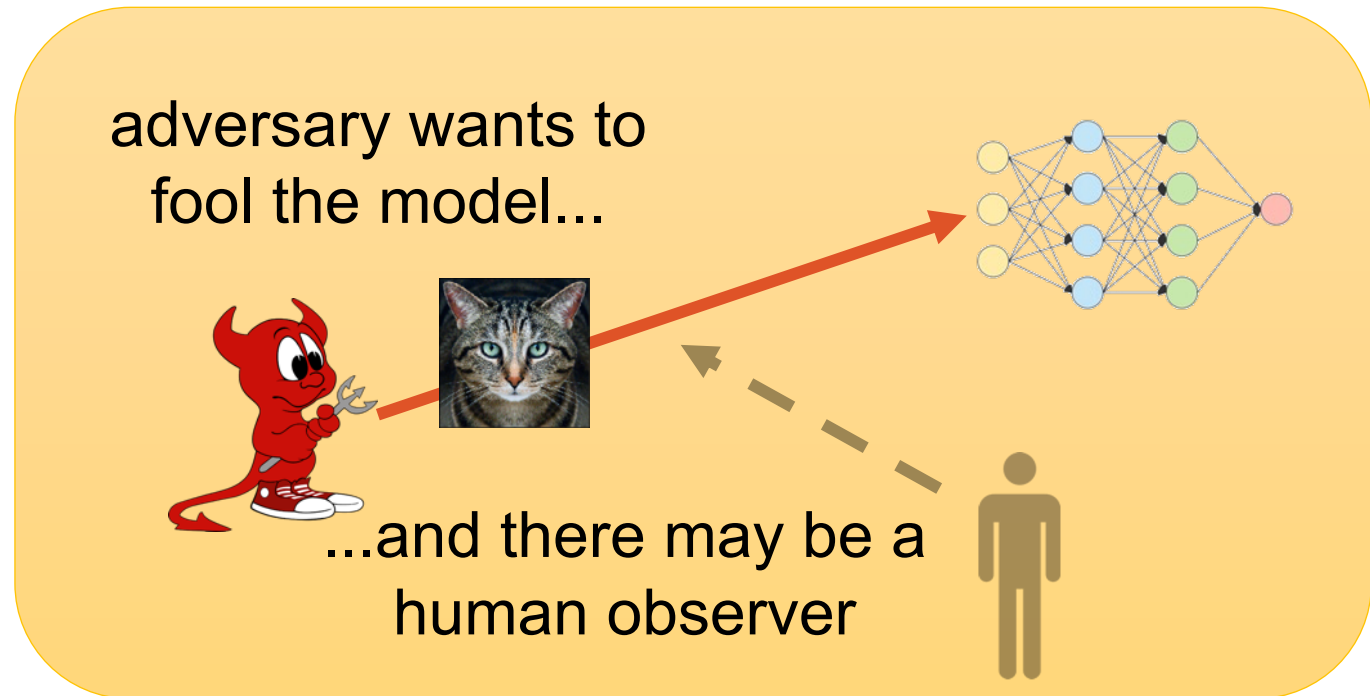 adversary wants to
fool the model...
...and there may be a
human observer